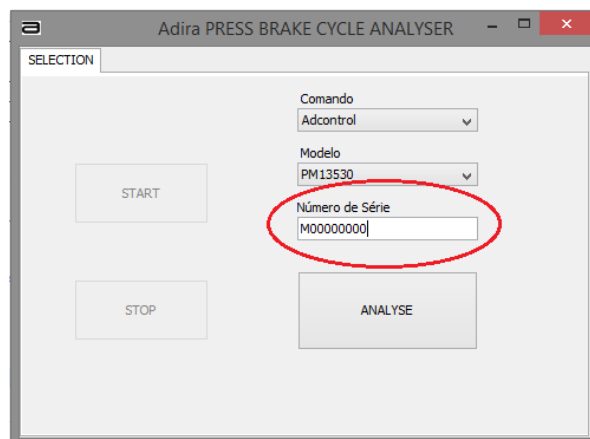 Adira PRESS BRAKE CYCLE ANALYSER
SELECTION
Comando
Adcontrol
Modelo
PM13530
START
Número de Série
M00000000
STOP
ANALYSE